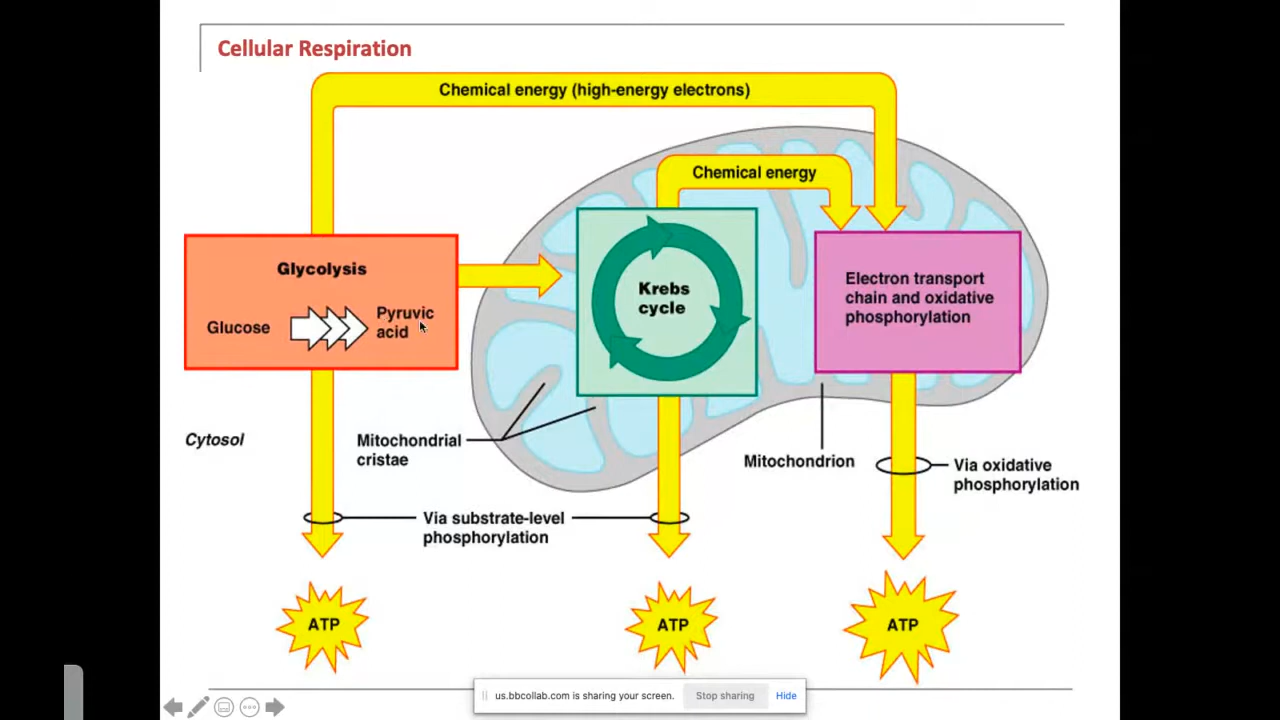 Cellular Respiration
Chemical energy (high-energy electrons)
Chemical energy
Glycolysis
Glucose
Pyruvic
acid
Krebs
cycle
Electron transport
chain and oxidative
phosphorylation
Cytosol
Mitochondrial
cristae
Mitochondrion
Via oxidative
phosphorylation
Via substrate-level
phosphorylation
ATP
ATP
ATP
us.bbcollab.com is sharing your screen.
Stop sharing
Hide